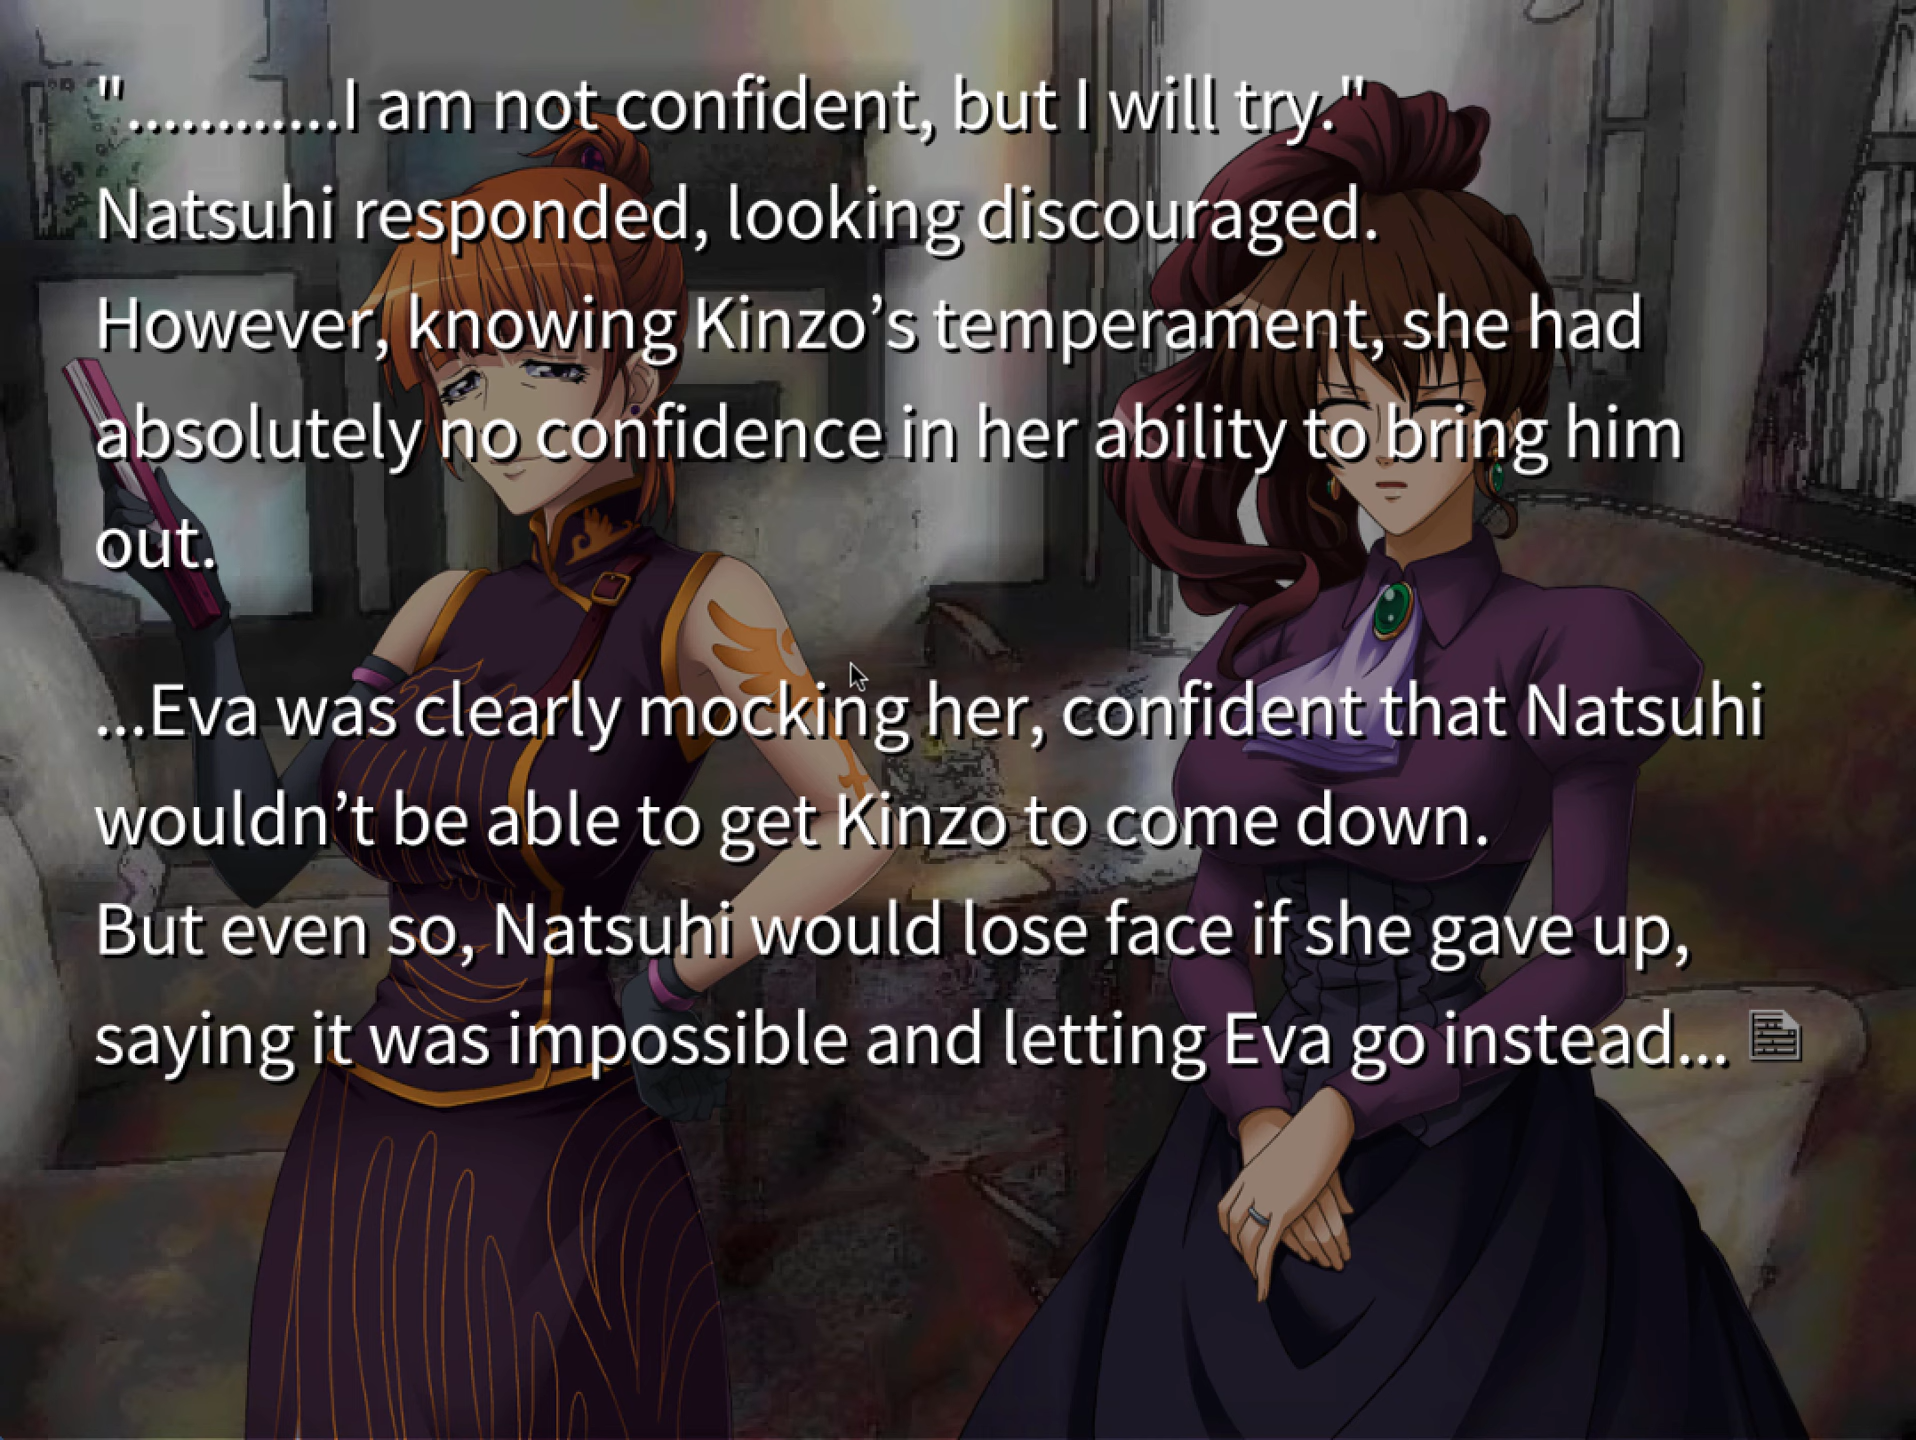 "............I am not confident, but I will try."
Natsuhi responded, looking discouraged.
However, knowing Kinzo’s temperament, she had
absolutely no confidence in her ability to bring him
out.
...Eva was clearly mocking her, confident that Natsuhi
wouldn’t be able to get Kinzo to come down.
But even so, Natsuhi would lose face if she gave up,
saying it was impossible and letting Eva go instead...